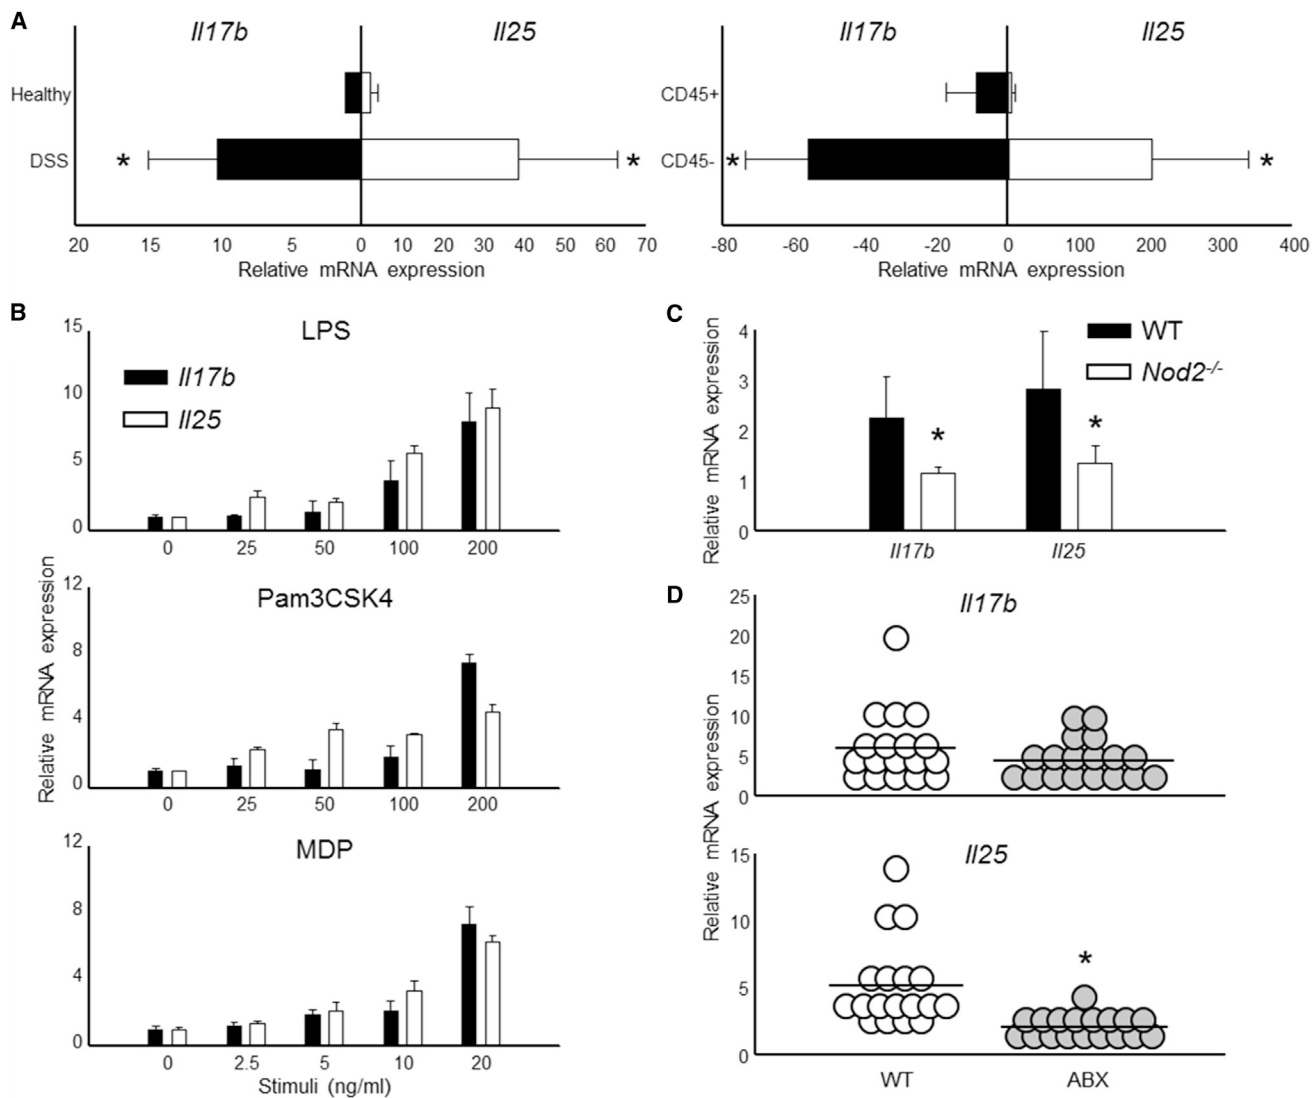 A
Il17b Il25
Healthy
DSS
* *
20 15 10 5 0 10 20 30 40 50 60 70
Relative mRNA expression
Il17b Il25
CD45+
CD45-
* *
-80 -60 -40 -20 0 100 200 300 400
Relative mRNA expression
B
Relative mRNA expression
LPS
Il17b
Il25
15
10
5
0
0 25 50 100 200
Pam3CSK4
12
8
4
0
0 25 50 100 200
MDP
12
8
4
0
0 2.5 5 10 20
Stimuli (ng/ml)
C
Relative mRNA expression
4
3
2
1
0
WT
Nod2-/-
* *
Il17b Il25
D
Relative mRNA expression
Il17b
25
20
15
10
5
0
Il25
15
10
5
0
*
WT ABX